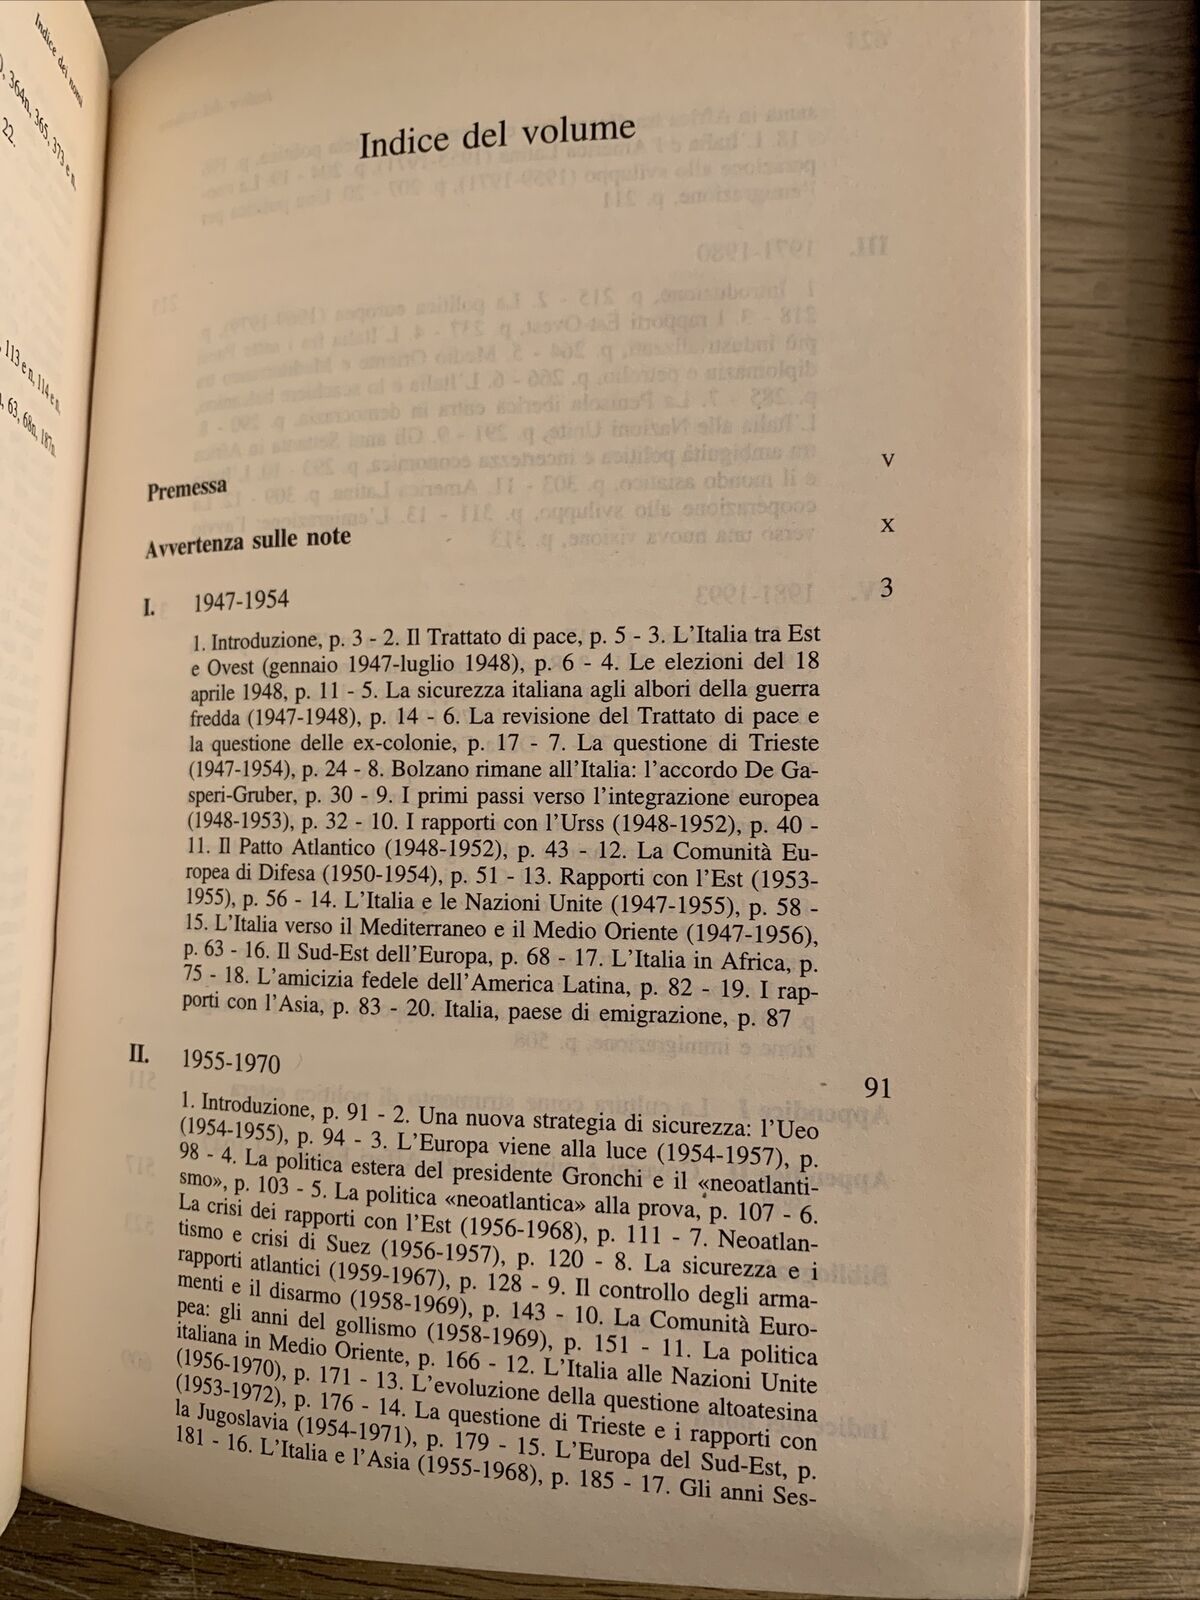 Indice dei nomi
), 364n, 365, 373 e n.
22.
, 113 e n, 114 e n.
, 63, 68n, 187n.
Indice del volume
Premessa V
Avvertenza sulle note X
I. 1947-1954 3
1. Introduzione, p. 3 - 2. Il Trattato di pace, p. 5 - 3. L'Italia tra Est
e Ovest (gennaio 1947-luglio 1948), p. 6 - 4. Le elezioni del 18
aprile 1948, p. 11 - 5. La sicurezza italiana agli albori della guerra
fredda (1947-1948), p. 14 - 6. La revisione del Trattato di pace e
la questione delle ex-colonie, p. 17 - 7. La questione di Trieste
(1947-1954), p. 24 - 8. Bolzano rimane all'Italia: l'accordo De Ga-
speri-Gruber, p. 30 - 9. I primi passi verso l'integrazione europea
(1948-1953), p. 32 - 10. I rapporti con l'Urss (1948-1952), p. 40 -
11. Il Patto Atlantico (1948-1952), p. 43 - 12. La Comunità Eu-
ropea di Difesa (1950-1954), p. 51 - 13. Rapporti con l'Est (1953-
1955), p. 56 - 14. L'Italia e le Nazioni Unite (1947-1955), p. 58 -
15. L'Italia verso il Mediterraneo e il Medio Oriente (1947-1956),
p. 63 - 16. Il Sud-Est dell'Europa, p. 68 - 17. L'Italia in Africa, p.
75 - 18. L'amicizia fedele dell'America Latina, p. 82 - 19. I rap-
porti con l'Asia, p. 83 - 20. Italia, paese di emigrazione, p. 87
II. 1955-1970 91
1. Introduzione, p. 91 - 2. Una nuova strategia di sicurezza: l'Ueo
(1954-1955), p. 94 - 3. L'Europa viene alla luce (1954-1957), p.
98 - 4. La politica estera del presidente Gronchi e il «neoatlanti-
smo», p. 103 - 5. La politica «neoatlantica» alla prova, p. 107 - 6.
La crisi dei rapporti con l'Est (1956-1968), p. 111 - 7. Neoatlan-
tismo e crisi di Suez (1956-1957), p. 120 - 8. La sicurezza e i
rapporti atlantici (1959-1967), p. 128 - 9. Il controllo degli arma-
menti e il disarmo (1958-1969), p. 143 - 10. La Comunità Euro-
pea: gli anni del gollismo (1958-1969), p. 151 - 11. La politica
italiana in Medio Oriente, p. 166 - 12. L'Italia alle Nazioni Unite
(1956-1970), p. 171 - 13. L'evoluzione della questione altoatesina
(1953-1972), p. 176 - 14. La questione di Trieste e i rapporti con
la Jugoslavia (1954-1971), p. 179 - 15. L'Europa del Sud-Est, p.
181 - 16. L'Italia e l'Asia (1955-1968), p. 185 - 17. Gli anni Ses-